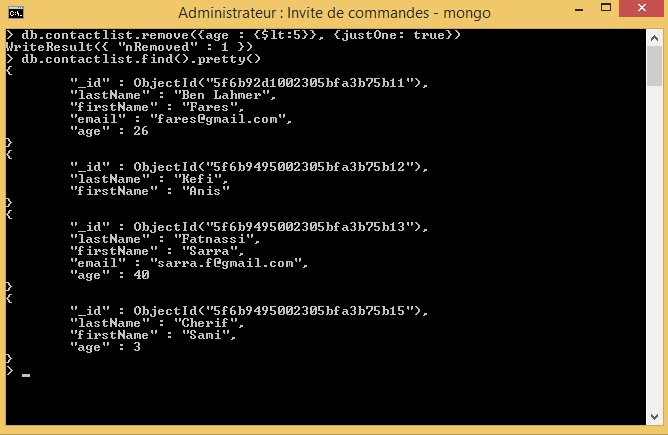 Administrateur : Invite de commandes - mongo
> db.contactlist.remove({age : {$lt:5}}, {justOne: true})
WriteResult({ "nRemoved" : 1 })
> db.contactlist.find().pretty()
{
"_id" : ObjectId("5f6b92d1002305bfa3b75b11"),
"lastName" : "Ben Lahmer",
"firstName" : "Fares",
"email" : "fares@gmail.com",
"age" : 26
}
{
"_id" : ObjectId("5f6b9495002305bfa3b75b12"),
"lastName" : "Kefi",
"firstName" : "Anis"
}
{
"_id" : ObjectId("5f6b9495002305bfa3b75b13"),
"lastName" : "Fatnassi",
"firstName" : "Sarra",
"email" : "sarra.f@gmail.com",
"age" : 40
}
{
"_id" : ObjectId("5f6b9495002305bfa3b75b15"),
"lastName" : "Cherif",
"firstName" : "Sami",
"age" : 3
}
> _